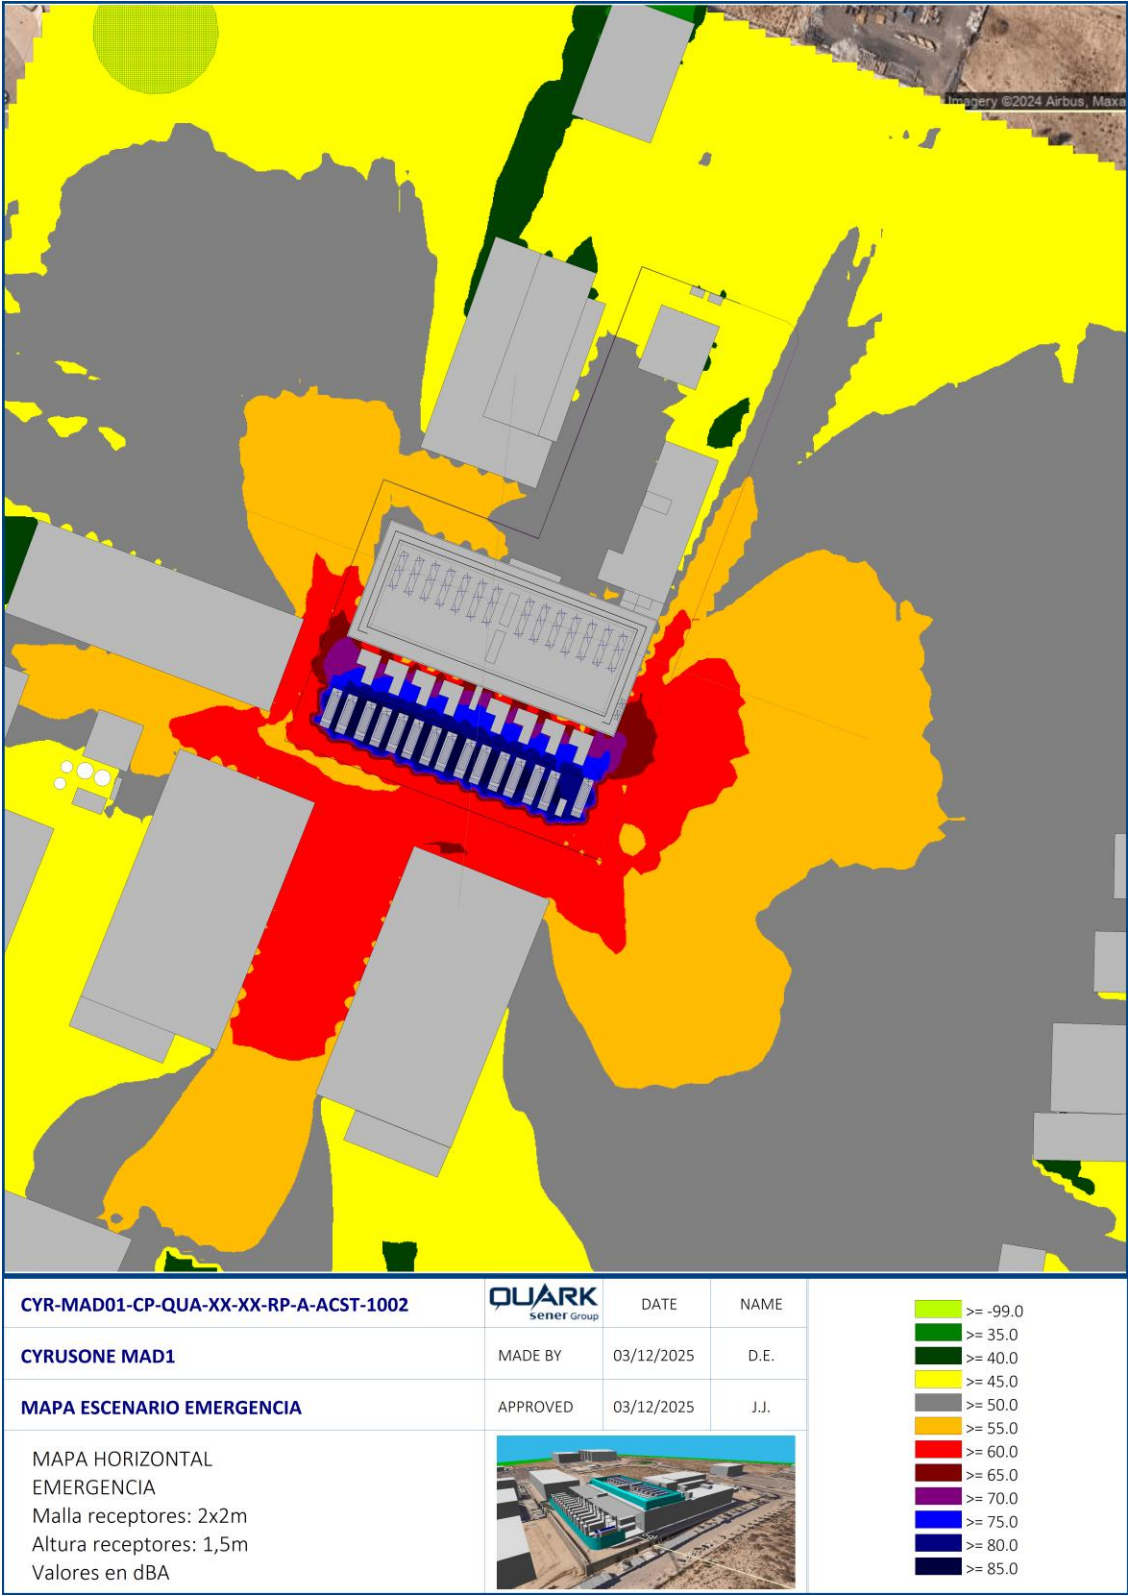 Imagery ©2024 Airbus, Maxa
CYR-MAD01-CP-QUA-XX-XX-RP-A-ACST-1002
QUARK
sener Group
DATE
NAME
CYRUSONE MAD1
MADE BY
03/12/2025
D.E.
MAPA ESCENARIO EMERGENCIA
APPROVED
03/12/2025
J.J.
MAPA HORIZONTAL
EMERGENCIA
Malla receptores: 2x2m
Altura receptores: 1,5m
Valores en dBA
>= -99.0
>= 35.0
>= 40.0
>= 45.0
>= 50.0
>= 55.0
>= 60.0
>= 65.0
>= 70.0
>= 75.0
>= 80.0
>= 85.0